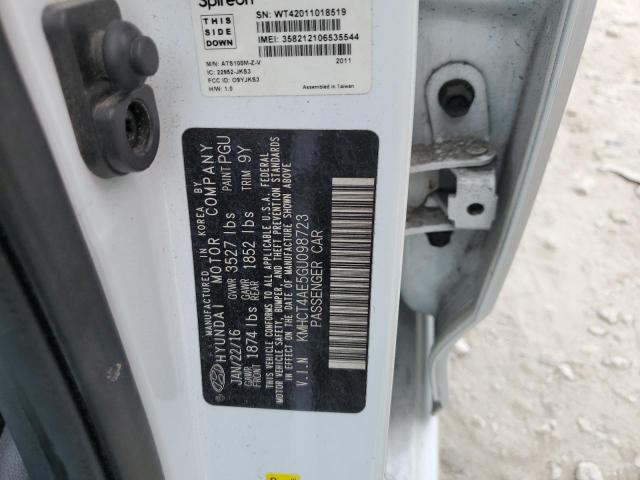 Spireon
THIS SIDE DOWN
SN: WT42011018519
IMEI: 358212106535544
M/N: ATS100M-Z-V
2011
IC: 22952-JKS3
FCC ID: O9YJKS3
H/W: 1.0
Assembled in Taiwan
MANUFACTURED IN KOREA BY
HYUNDAI MOTOR COMPANY
JAN/22/16 GVWR 3527 lbs PAINT PGU
GAWR FRONT 1874 lbs GAWR REAR 1852 lbs TRIM 9Y
THIS VEHICLE CONFORMS TO ALL APPLICABLE U.S.A. FEDERAL
MOTOR VEHICLE SAFETY, BUMPER, AND THEFT PREVENTION STANDARDS
IN EFFECT ON THE DATE OF MANUFACTURE SHOWN ABOVE.
V.I.N KMHCT4AE5GU098723
PASSENGER CAR